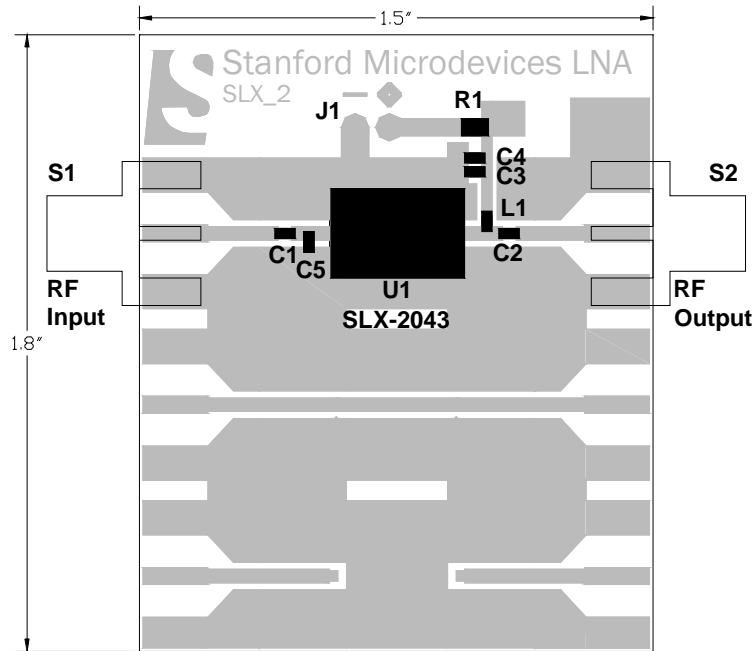 1.5"
Stanford Microdevices LNA
SLX_2
J1
R1
C4
C3
S1
S2
L1
C1
C5
C2
U1
SLX-2043
RF
Input
RF
Output
1.8"